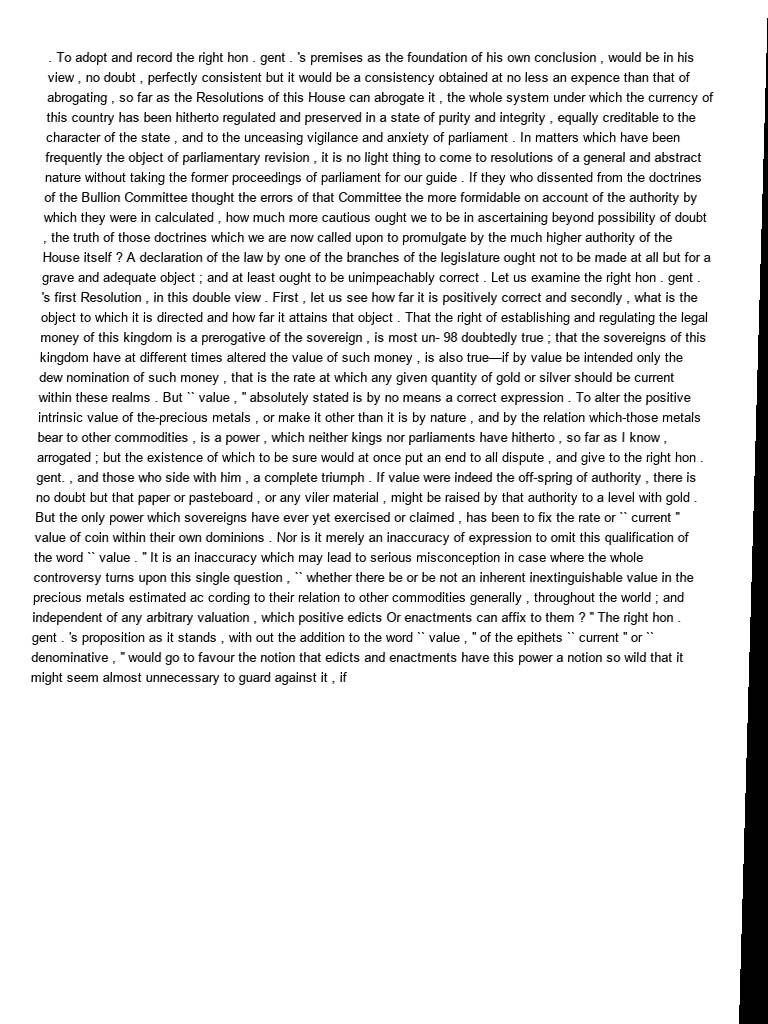 . To adopt and record the right hon . gent . 's premises as the foundation of his own conclusion , would be in his
view , no doubt , perfectly consistent but it would be a consistency obtained at no less an expence than that of
abrogating , so far as the Resolutions of this House can abrogate it , the whole system under which the currency of
this country has been hitherto regulated and preserved in a state of purity and integrity , equally creditable to the
character of the state , and to the unceasing vigilance and anxiety of parliament . In matters which have been
frequently the object of parliamentary revision , it is no light thing to come to resolutions of a general and abstract
nature without taking the former proceedings of parliament for our guide . If they who dissented from the doctrines
of the Bullion Committee thought the errors of that Committee the more formidable on account of the authority by
which they were in calculated , how much more cautious ought we to be in ascertaining beyond possibility of doubt
, the truth of those doctrines which we are now called upon to promulgate by the much higher authority of the
House itself ? A declaration of the law by one of the branches of the legislature ought not to be made at all but for a
grave and adequate object ; and at least ought to be unimpeachably correct . Let us examine the right hon . gent .
's first Resolution , in this double view . First , let us see how far it is positively correct and secondly , what is the
object to which it is directed and how far it attains that object . That the right of establishing and regulating the legal
money of this kingdom is a prerogative of the sovereign , is most un- 98 doubtedly true ; that the sovereigns of this
kingdom have at different times altered the value of such money , is also true—if by value be intended only the
dew nomination of such money , that is the rate at which any given quantity of gold or silver should be current
within these realms . But `` value , '' absolutely stated is by no means a correct expression . To alter the positive
intrinsic value of the-precious metals , or make it other than it is by nature , and by the relation which-those metals
bear to other commodities , is a power , which neither kings nor parliaments have hitherto , so far as I know ,
arrogated ; but the existence of which to be sure would at once put an end to all dispute , and give to the right hon .
gent. , and those who side with him , a complete triumph . If value were indeed the off-spring of authority , there is
no doubt but that paper or pasteboard , or any viler material , might be raised by that authority to a level with gold .
But the only power which sovereigns have ever yet exercised or claimed , has been to fix the rate or `` current ''
value of coin within their own dominions . Nor is it merely an inaccuracy of expression to omit this qualification of
the word `` value . '' It is an inaccuracy which may lead to serious misconception in case where the whole
controversy turns upon this single question , `` whether there be or be not an inherent inextinguishable value in the
precious metals estimated ac cording to their relation to other commodities generally , throughout the world ; and
independent of any arbitrary valuation , which positive edicts Or enactments can affix to them ? '' The right hon .
gent . 's proposition as it stands , with out the addition to the word `` value , '' of the epithets `` current '' or ``
denominative , '' would go to favour the notion that edicts and enactments have this power a notion so wild that it
might seem almost unnecessary to guard against it , if